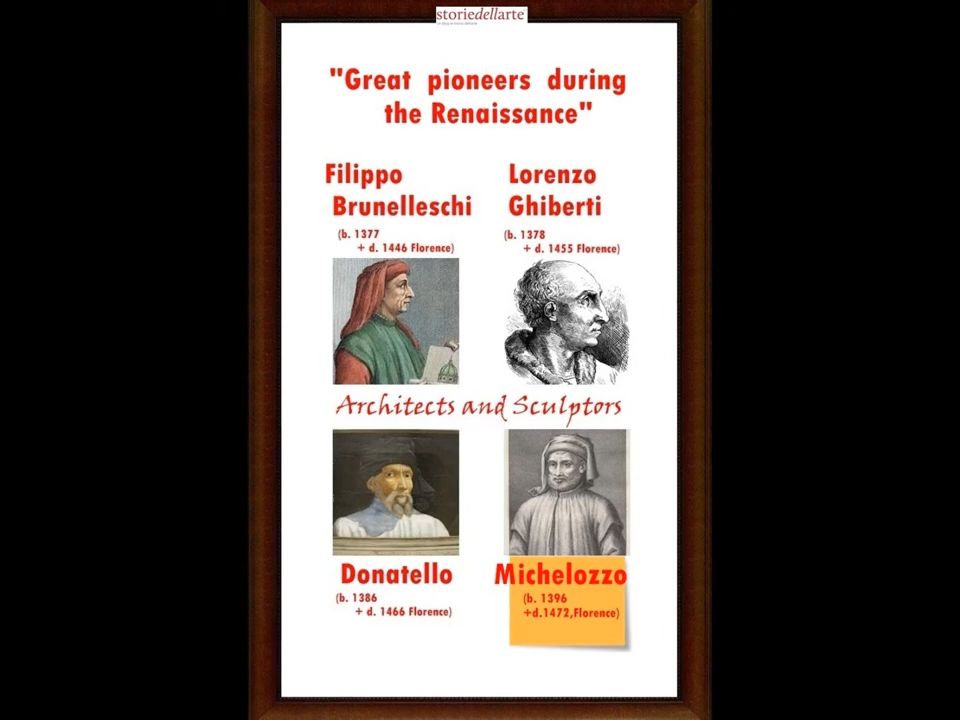 storiedellarte
"Great pioneers during
the Renaissance"
Filippo
Brunelleschi
(b. 1377
+ d. 1446 Florence)
Lorenzo
Ghiberti
(b. 1378
+ d. 1455 Florence)
Architects and Sculptors
Donatello
(b. 1386
+ d. 1466 Florence)
Michelozzo
(b. 1396
+d.1472,Florence)